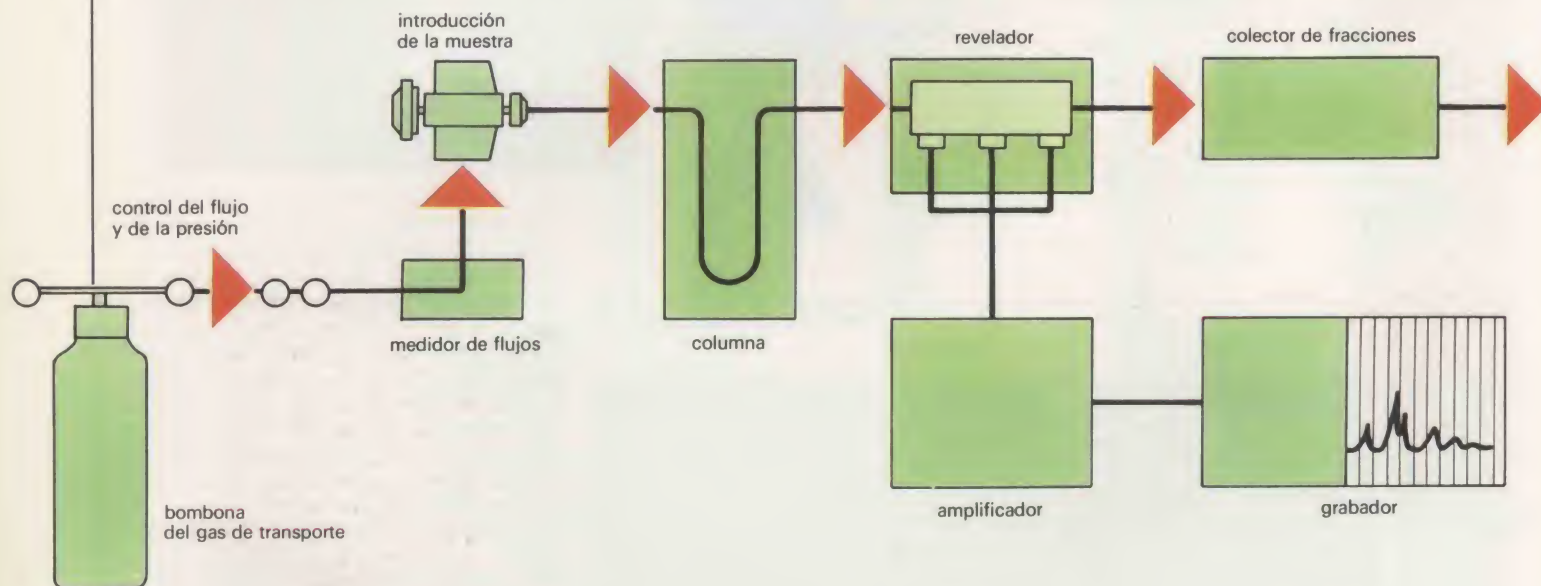 introducción
de la muestra
revelador
colector de fracciones
control del flujo
y de la presión
medidor de flujos
columna
bombona
del gas de transporte
amplificador
grabador